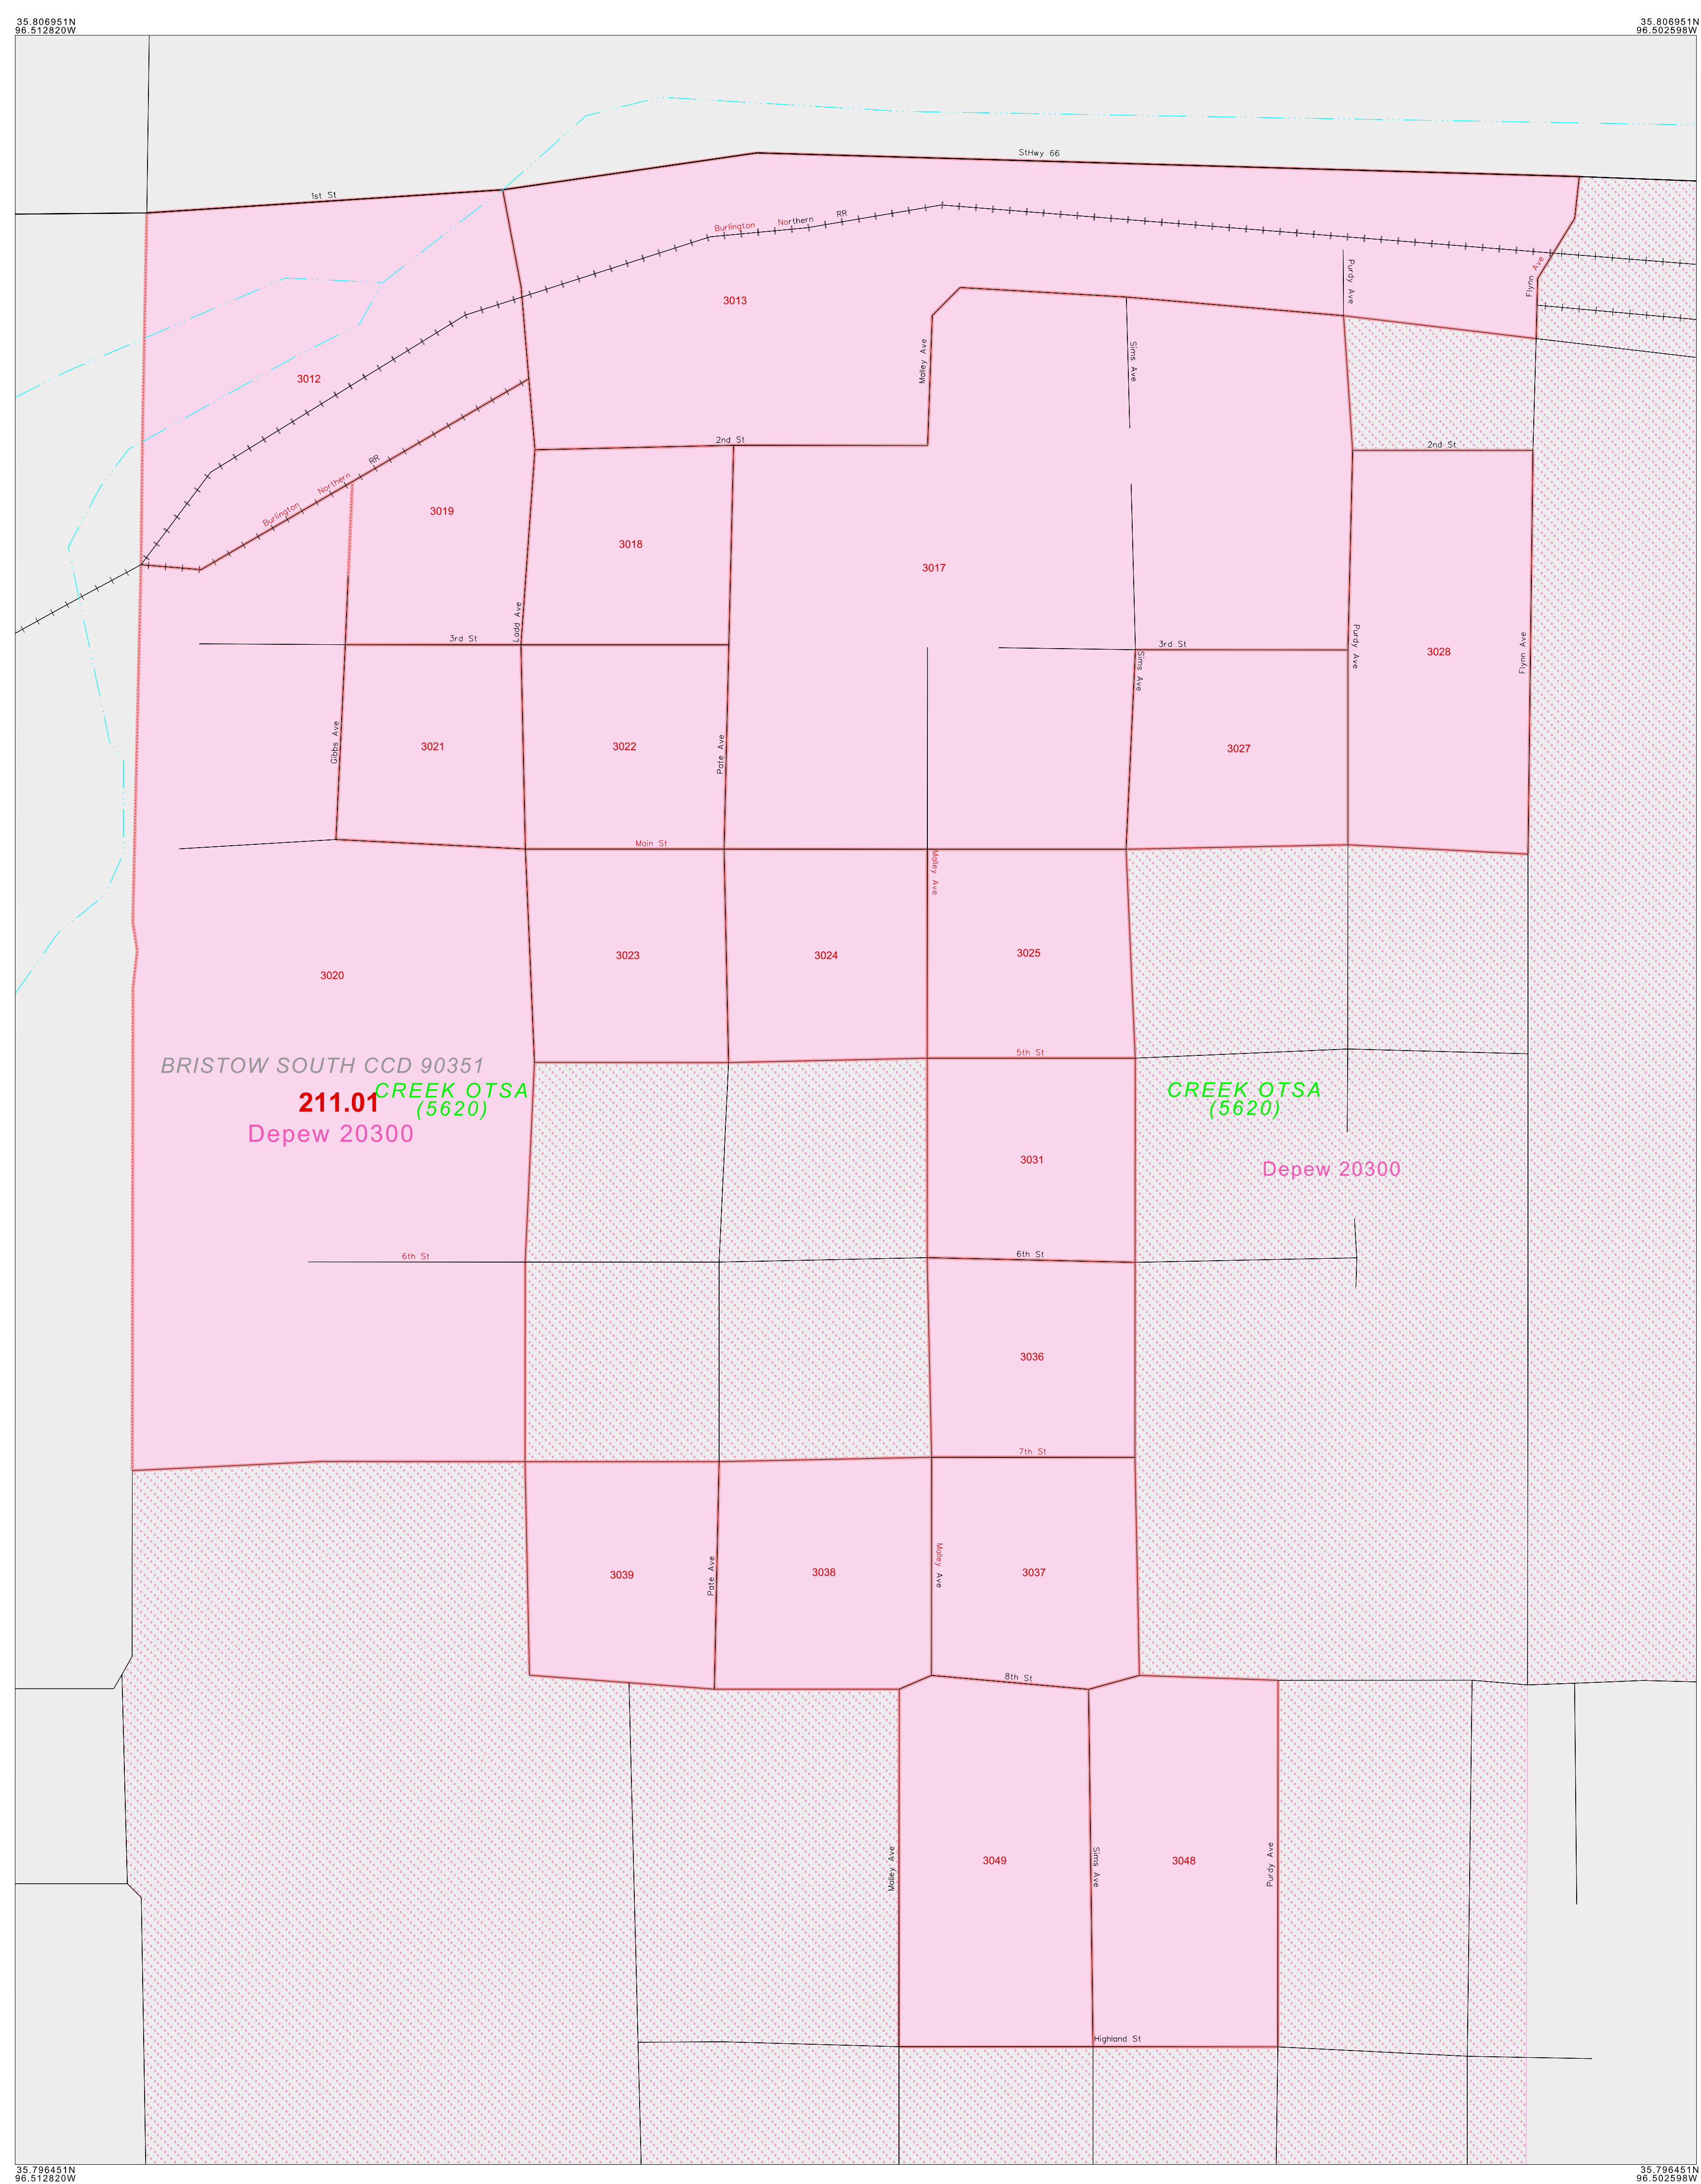 35.806951N
96.512820W
35.806951N
96.502598W
StHwy 66
1st St
Burlington Northern RR
Flynn Ave
Purdy Ave
3013
Malley Ave
Sims Ave
3012
2nd St
2nd St
Burlington Northern RR
3019
3018
3017
Ladd Ave
3rd St
3rd St
Sims Ave
Purdy Ave
Flynn Ave
3028
Gibbs Ave
3021
3022
Pate Ave
3027
Main St
Malley Ave
3023
3024
3025
3020
5th St
BRISTOW SOUTH CCD 90351
CREEK OTSA
(5620)
211.01
Depew 20300
CREEK OTSA
(5620)
Depew 20300
3031
6th St
6th St
3036
7th St
3039
Pate Ave
3038
Malley Ave
3037
8th St
Malley Ave
3049
Sims Ave
3048
Purdy Ave
Highland St
35.796451N
96.512820W
35.796451N
96.502598W